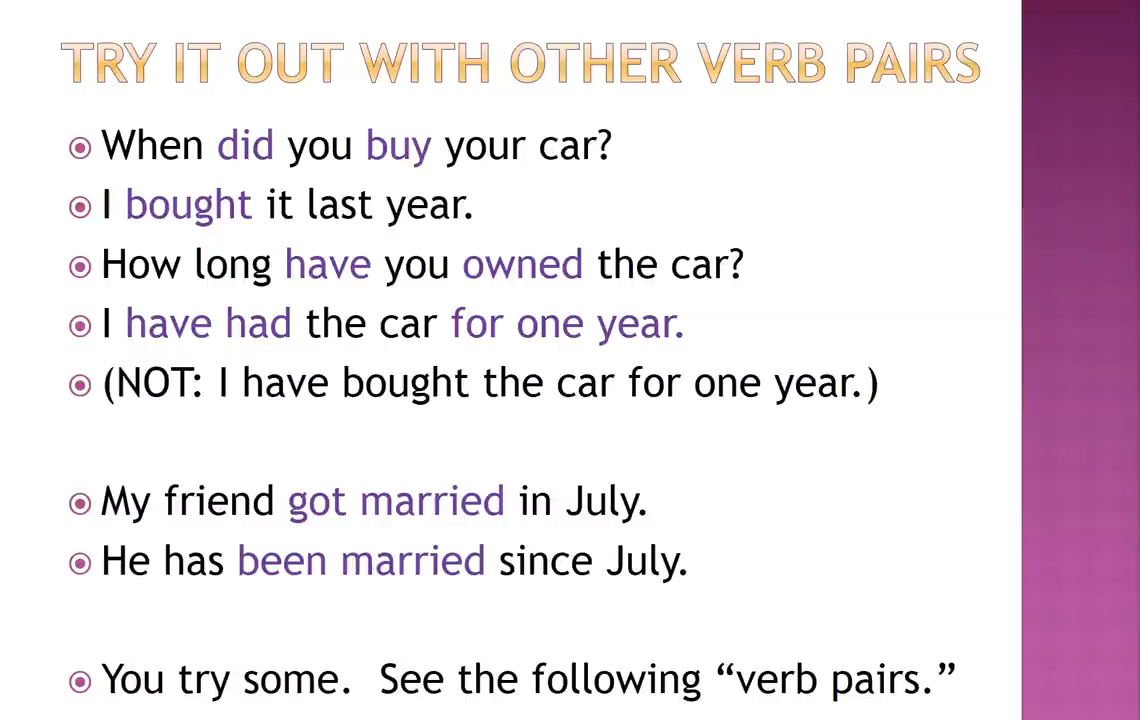 TRY IT OUT WITH OTHER VERB PAIRS
When did you buy your car?
I bought it last year.
How long have you owned the car?
I have had the car for one year.
(NOT: I have bought the car for one year.)
My friend got married in July.
He has been married since July.
You try some.  See the following “verb pairs.”